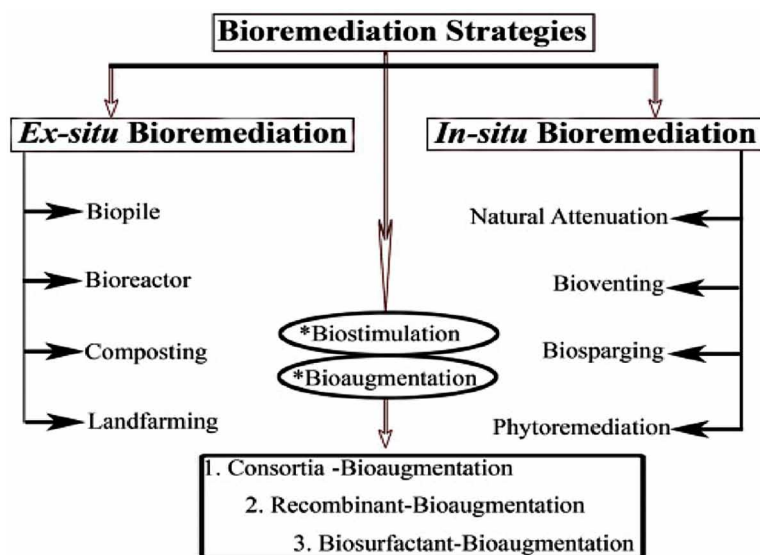 Bioremediation Strategies
Ex-situ Bioremediation
Biopile
Bioreactor
Composting
Landfarming
*Biostimulation
*Bioaugmentation
1. Consortia -Bioaugmentation
2. Recombinant-Bioaugmentation
3. Biosurfactant-Bioaugmentation
In-situ Bioremediation
Natural Attenuation
Bioventing
Biosparging
Phytoremediation